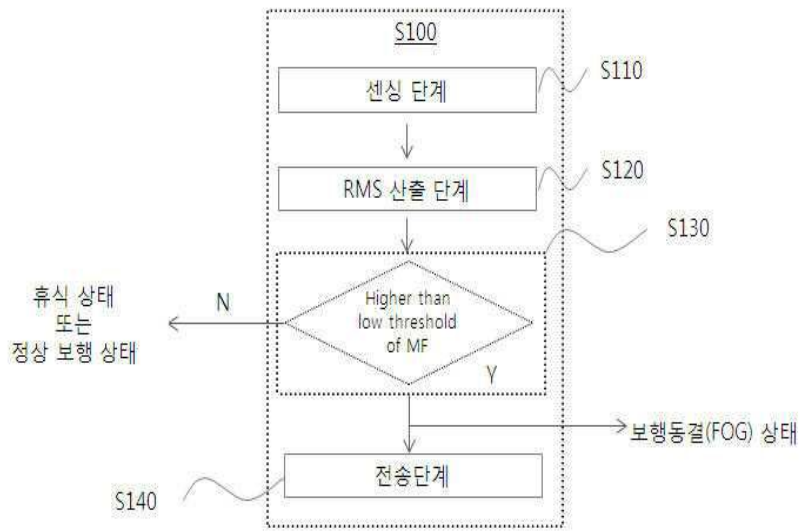 S100
센싱 단계
S110
RMS 산출 단계
S120
S130
Higher than
low threshold
of MF
N
휴식 상태
또는
정상 보행 상태
Y
보행동결(FOG) 상태
전송단계
S140